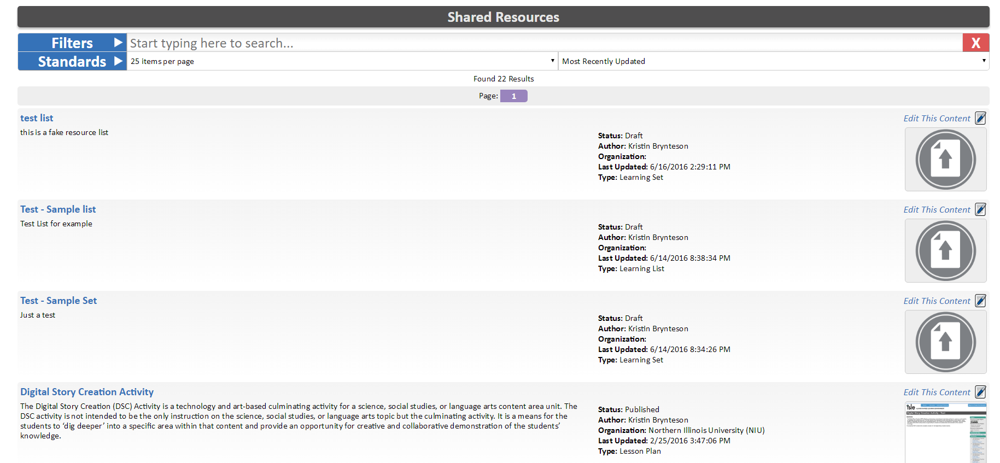 Shared Resources
Filters
Start typing here to search...
X
Standards
25 items per page
Most Recently Updated
Found 22 Results
Page: 1
test list
Edit This Content
this is a fake resource list
Status: Draft
Author: Kristin Brynteson
Organization:
Last Updated: 6/16/2016 2:29:11 PM
Type: Learning Set
Test - Sample list
Edit This Content
Test List for example
Status: Draft
Author: Kristin Brynteson
Organization:
Last Updated: 6/14/2016 8:38:34 PM
Type: Learning List
Test - Sample Set
Edit This Content
Just a test
Status: Draft
Author: Kristin Brynteson
Organization:
Last Updated: 6/14/2016 8:34:26 PM
Type: Learning Set
Digital Story Creation Activity
Edit This Content
The Digital Story Creation (DSC) Activity is a technology and art-based culminating activity for a science, social studies, or language arts content area unit. The
DSC activity is not intended to be the only instruction on the science, social studies, or language arts topic but the culminating activity. It is a means for the
students to ‘dig deeper’ into a specific area within that content and provide an opportunity for creative and collaborative demonstration of the students’
knowledge.
Status: Published
Author: Kristin Brynteson
Organization: Northern Illinois University (NIU)
Last Updated: 2/25/2016 3:47:06 PM
Type: Lesson Plan
isle
Digital Story Creation Activity - Test